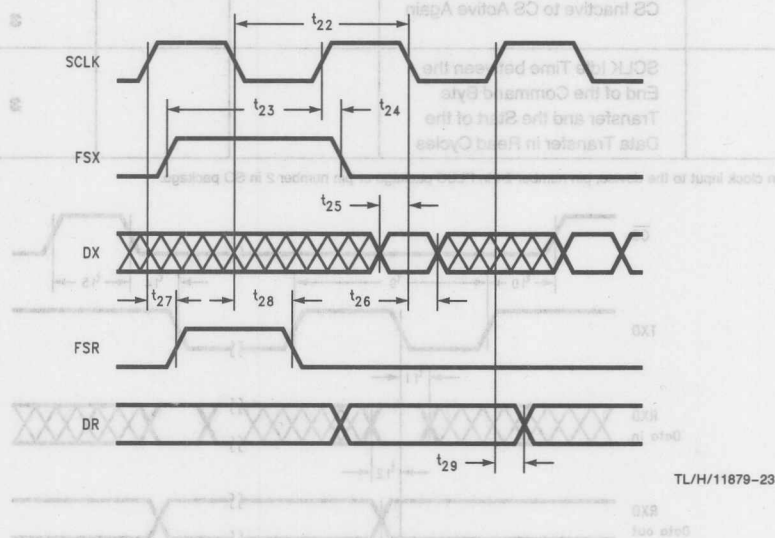 CS Inactive to CS Active Again
8
t22
SCLK
SCLK Idle Time between the
End of the Command Byte
Transfer and the Start of the
Data Transfer in Read Cycles
8
t23
t24
FSX
t25
DX
t27
t28
t26
FSR
TXD
DR
RXD
Data in
t29
TL/H/11879-23
RXD
Data out